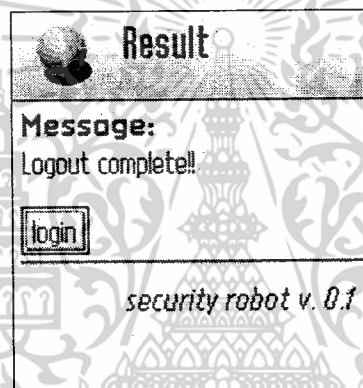 Result
Message:
Logout complete!!
login
security robot v. 0.1